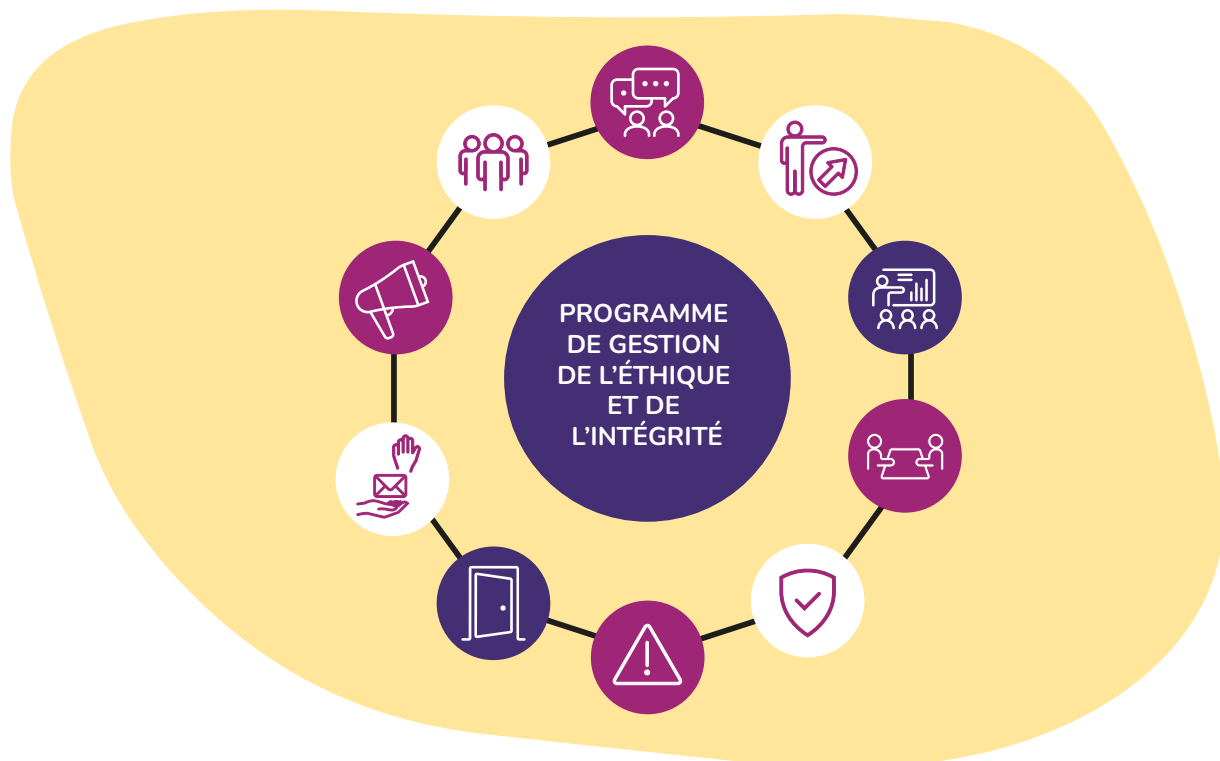 PROGRAMME
DE GESTION
DE L’ÉTHIQUE
ET DE
L’INTÉGRITÉ